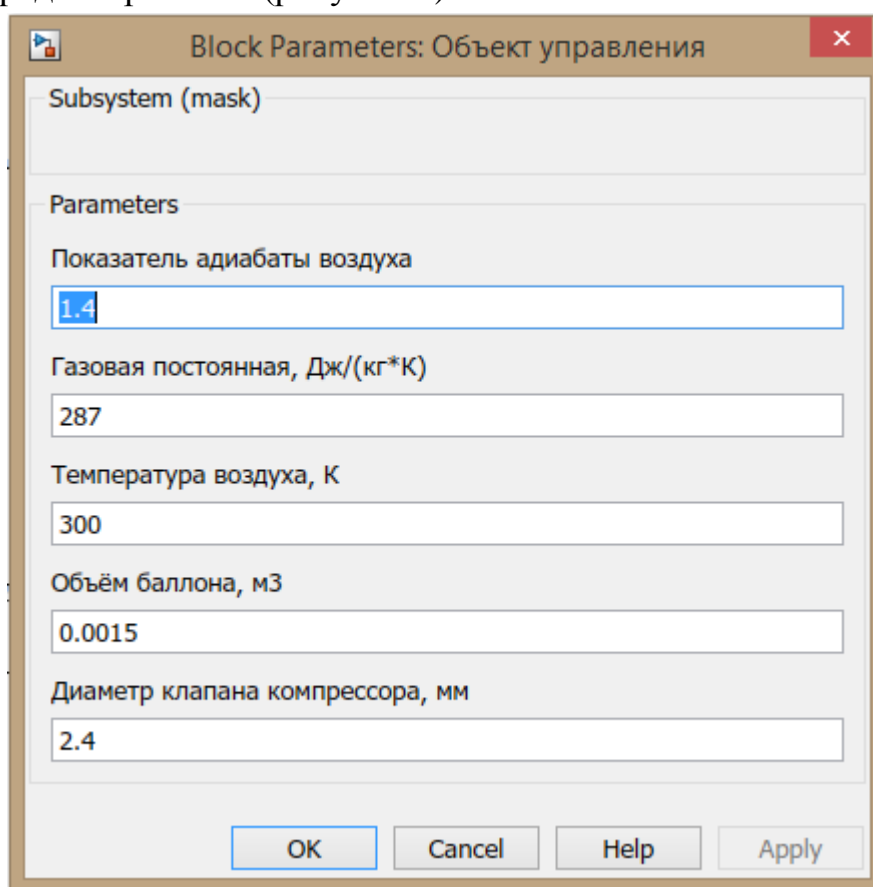 Block Parameters: Объект управления
Subsystem (mask)
Parameters
Показатель адиабаты воздуха
1.4
Газовая постоянная, Дж/(кг*К)
287
Температура воздуха, К
300
Объём баллона, м3
0.0015
Диаметр клапана компрессора, мм
2.4
OK Cancel Help Apply